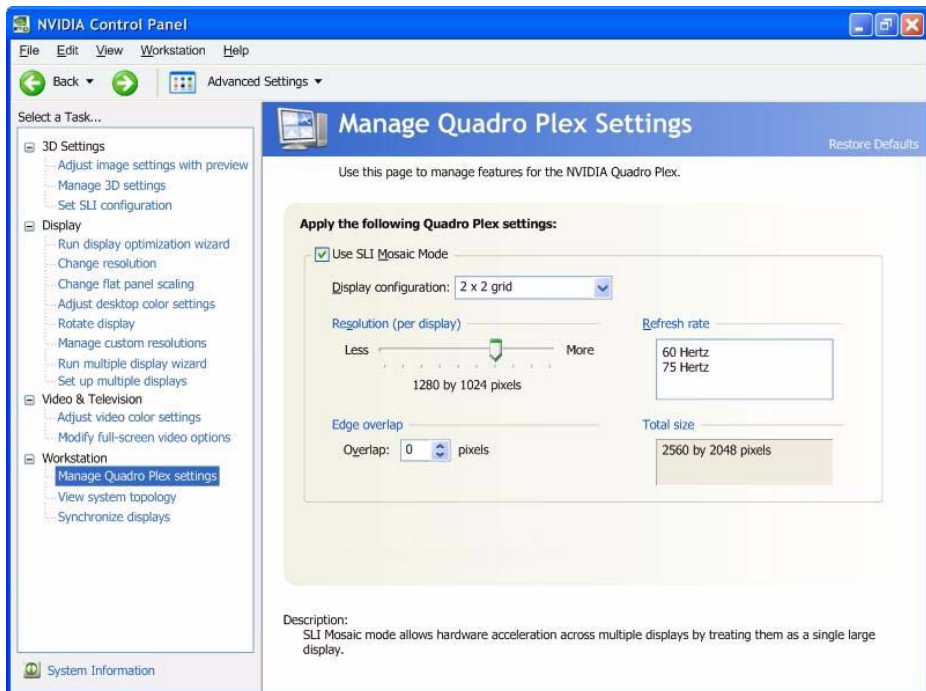 NVIDIA Control Panel
File Edit View Workstation Help
Back Advanced Settings
Select a Task...
3D Settings
Adjust image settings with preview
Manage 3D settings
Set SLI configuration
Display
Run display optimization wizard
Change resolution
Change flat panel scaling
Adjust desktop color settings
Rotate display
Manage custom resolutions
Run multiple display wizard
Set up multiple displays
Video & Television
Adjust video color settings
Modify full-screen video options
Workstation
Manage Quadro Plex settings
View system topology
Synchronize displays
System Information
Manage Quadro Plex Settings
Restore Defaults
Use this page to manage features for the NVIDIA Quadro Plex.
Apply the following Quadro Plex settings:
Use SLI Mosaic Mode
Display configuration: 2 x 2 grid
Resolution (per display)
Less More
1280 by 1024 pixels
Refresh rate
60 Hertz
75 Hertz
Edge overlap
Overlap: 0 pixels
Total size
2560 by 2048 pixels
Description:
SLI Mosaic mode allows hardware acceleration across multiple displays by treating them as a single large
display.